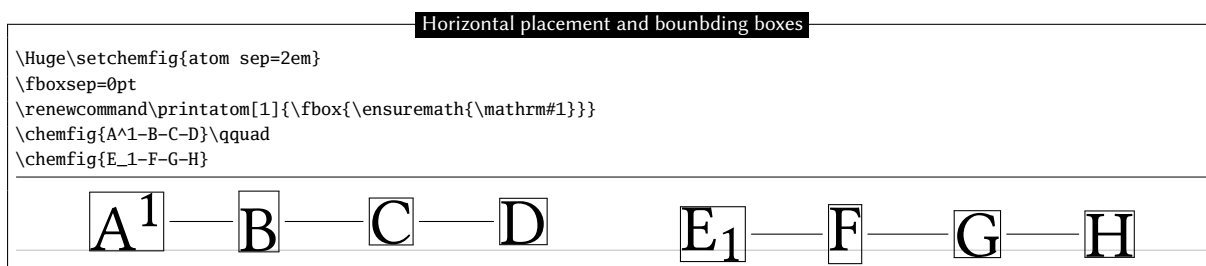 Horizontal placement and bounbding boxes
\Huge\setchemfig{atom sep=2em}
\fboxsep=0pt
\renewcommand\printatom[1]{\fbox{\ensuremath{\mathrm#1}}}
\chemfig{A^1-B-C-D}\qquad
\chemfig{E_1-F-G-H}
A¹ B C D E₁ F G H